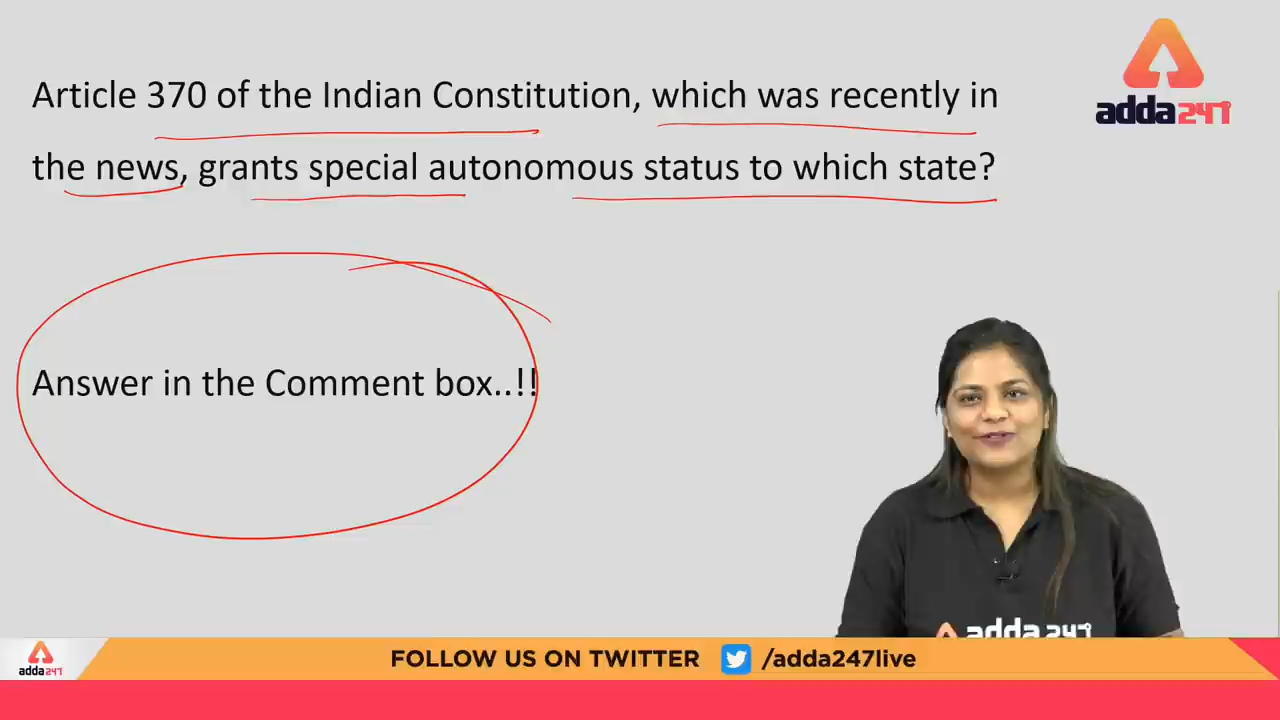 Article 370 of the Indian Constitution, which was recently in
the news, grants special autonomous status to which state?
adda247
Answer in the Comment box..!!
adda247
adda247
FOLLOW US ON TWITTER /adda247live